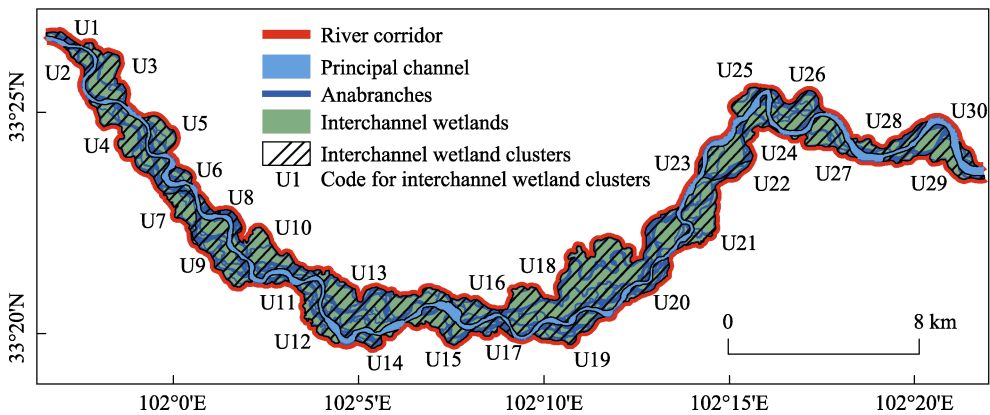 U1
U2
U3
U4
U5
U6
U7
U8
U9
U10
U11
U12
U13
U14
U15
U16
U17
U18
U19
U20
U21
U22
U23
U24
U25
U26
U27
U28
U29
U30
River corridor
Principal channel
Anabranches
Interchannel wetlands
Interchannel wetland clusters
U1 Code for interchannel wetland clusters
33°25'N
33°20'N
0 8 km
102°0'E 102°5'E 102°10'E 102°15'E 102°20'E